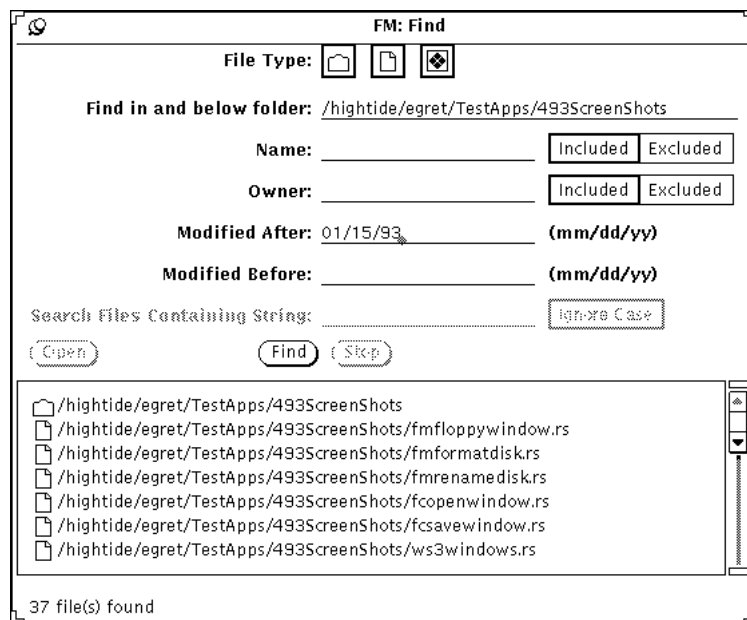 FM: Find
File Type:
Find in and below folder: /hightide/egret/TestApps/493ScreenShots
Name: Included Excluded
Owner: Included Excluded
Modified After: 01/15/93 (mm/dd/yy)
Modified Before: (mm/dd/yy)
Search Files Containing String: Ignore Case
Open Find Stop
/hightide/egret/TestApps/493ScreenShots
/hightide/egret/TestApps/493ScreenShots/fmfloppywindow.rs
/hightide/egret/TestApps/493ScreenShots/fmformatdisk.rs
/hightide/egret/TestApps/493ScreenShots/fmrenamedisk.rs
/hightide/egret/TestApps/493ScreenShots/fcopenwindow.rs
/hightide/egret/TestApps/493ScreenShots/fcsavewindow.rs
/hightide/egret/TestApps/493ScreenShots/ws3windows.rs
37 file(s) found